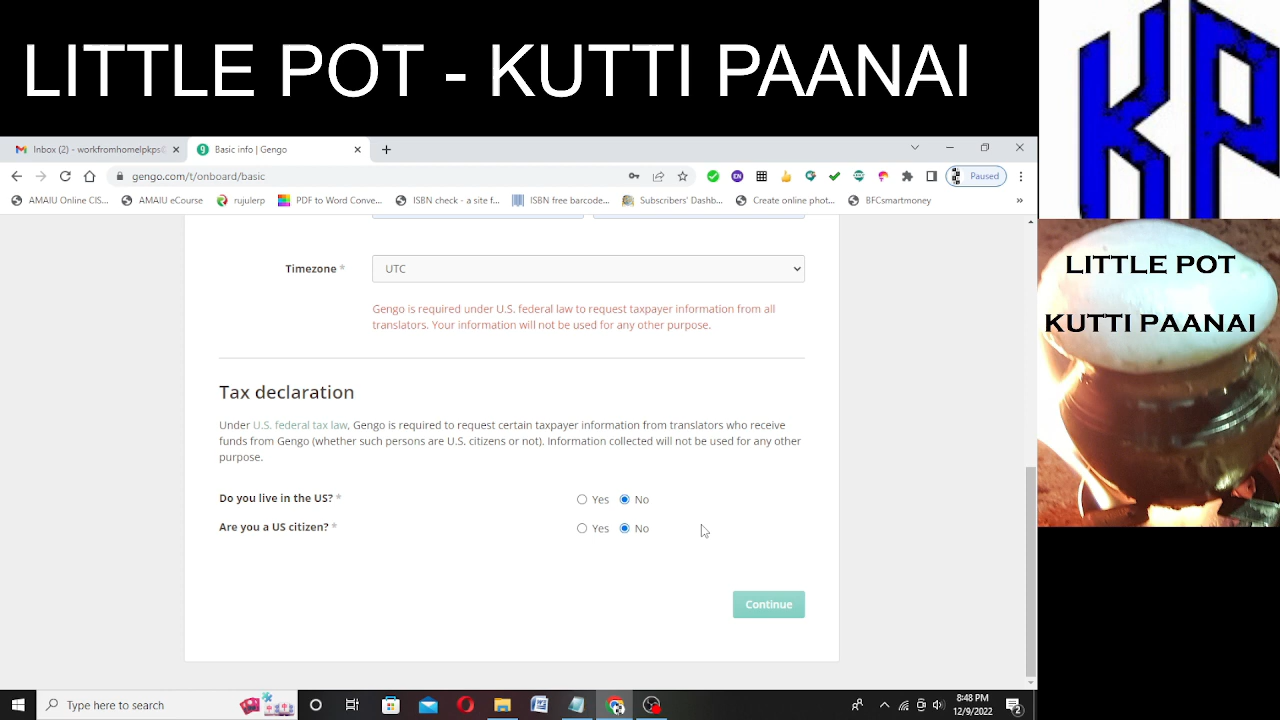 LITTLE POT - KUTTI PAANAI
KP
Inbox (2) - workfromhomelpkps
Basic info | Gengo
gengo.com/t/onboard/basic
EN
Paused
AMAIU Online CIS...
AMAIU eCourse
rujulerp
PDF to Word Conve...
ISBN check - a site f...
ISBN free barcode...
Subscribers' Dashb...
Create online phot...
BFCsmartmoney
»
Timezone *
UTC
Gengo is required under U.S. federal law to request taxpayer information from all
translators. Your information will not be used for any other purpose.
Tax declaration
Under U.S. federal tax law, Gengo is required to request certain taxpayer information from translators who receive
funds from Gengo (whether such persons are U.S. citizens or not). Information collected will not be used for any other
purpose.
Do you live in the US? *
Yes No
Are you a US citizen? *
Yes No
Continue
LITTLE POT
KUTTI PAANAI
Type here to search
8:48 PM
12/9/2022
2